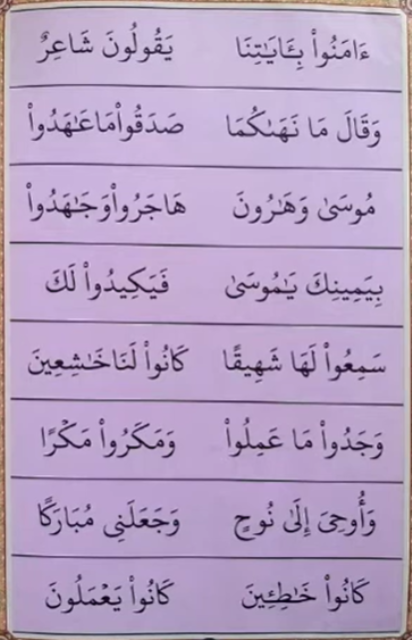 ءَامَنُوا۟ بِـَٔايَـٰتِنَا يَقُولُونَ شَاعِرٌ
وَقَالَ مَا نَهَىٰكُمَا صَدَقُوا۟ مَا عَـٰهَدُوا۟
مُوسَىٰ وَهَـٰرُونَ هَاجَرُوا۟ وَجَـٰهَدُوا۟
بِيَمِينِكَ يَـٰمُوسَىٰ فَيَكِيدُوا۟ لَكَ
سَمِعُوا۟ لَهَا شَهِيقًا كَانُوا۟ لَنَا خَـٰشِعِينَ
وَجَدُوا۟ مَا عَمِلُوا۟ وَمَكَرُوا۟ مَكْرًا
وَأُوحِىَ إِلَىٰ نُوحٍ وَجَعَلَنِى مُبَارَكًا
كَانُوا۟ خَـٰطِـِٔينَ كَانُوا۟ يَعْمَلُونَ